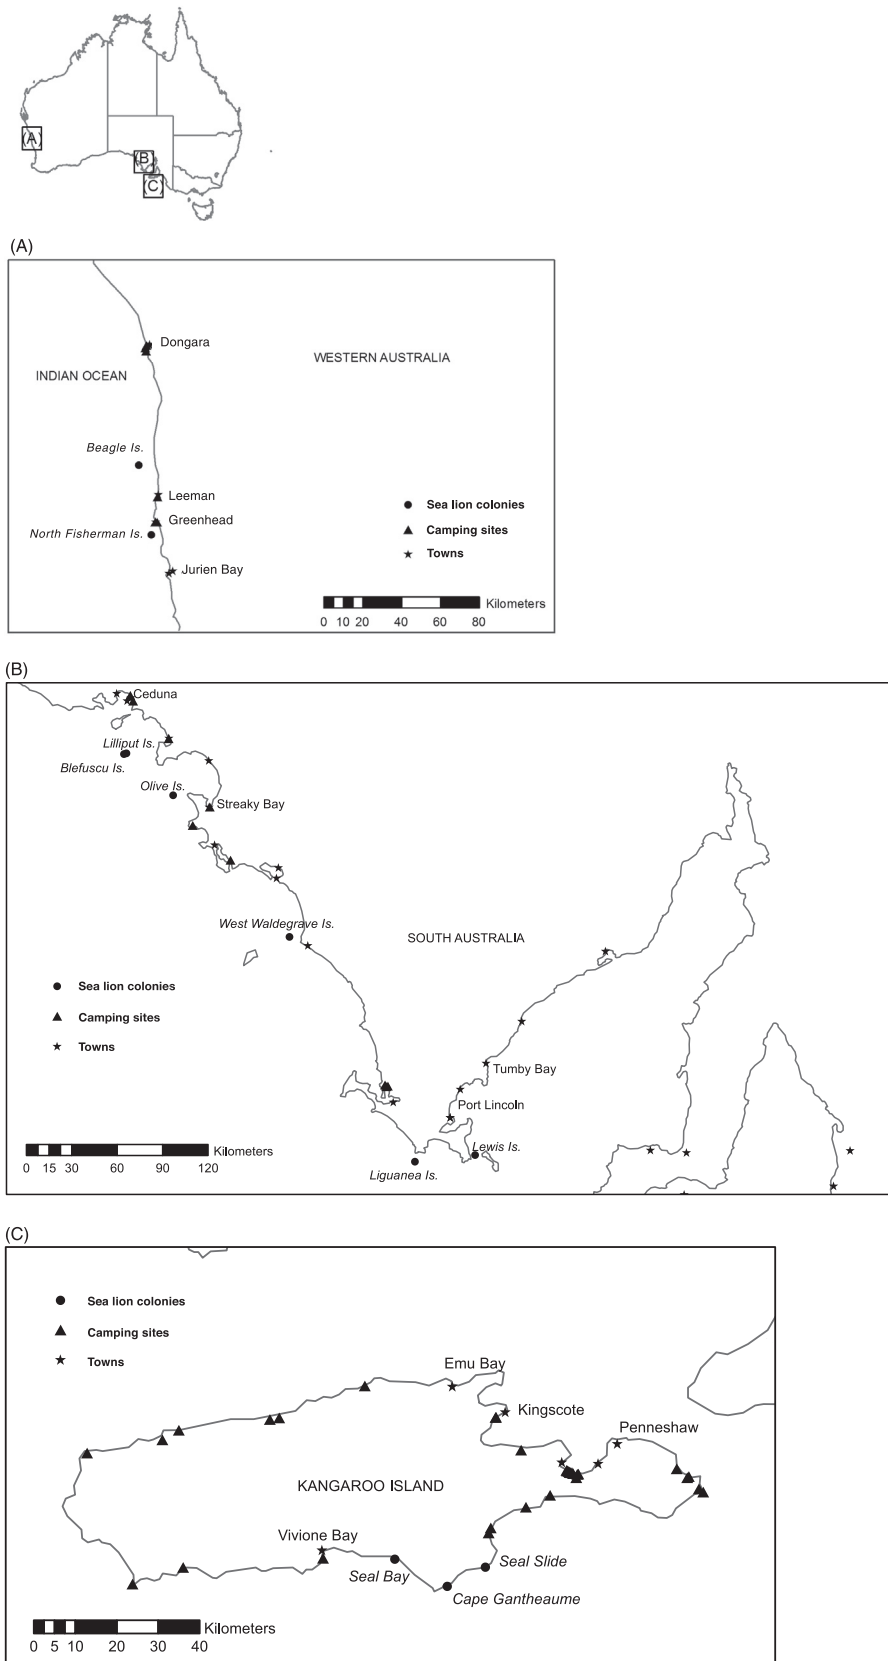 (A)
(B)
(C)
(A)
Dongara
WESTERN AUSTRALIA
INDIAN OCEAN
Beagle Is.
Leeman
Sea lion colonies
Greenhead
Camping sites
North Fisherman Is.
Towns
Jurien Bay
Kilometers
0 10 20 40 60 80
(B)
Ceduna
Lilliput Is.
Blefuscu Is.
Olive Is.
Streaky Bay
West Waldegrave Is.
SOUTH AUSTRALIA
Sea lion colonies
Camping sites
Towns
Tumby Bay
Port Lincoln
Lewis Is.
Kilometers
0 15 30 60 90 120
Liguanea Is.
(C)
Sea lion colonies
Camping sites
Towns
Emu Bay
Kingscote
Penneshaw
KANGAROO ISLAND
Vivione Bay
Seal Slide
Seal Bay
Cape Gantheaume
Kilometers
0 5 10 20 30 40